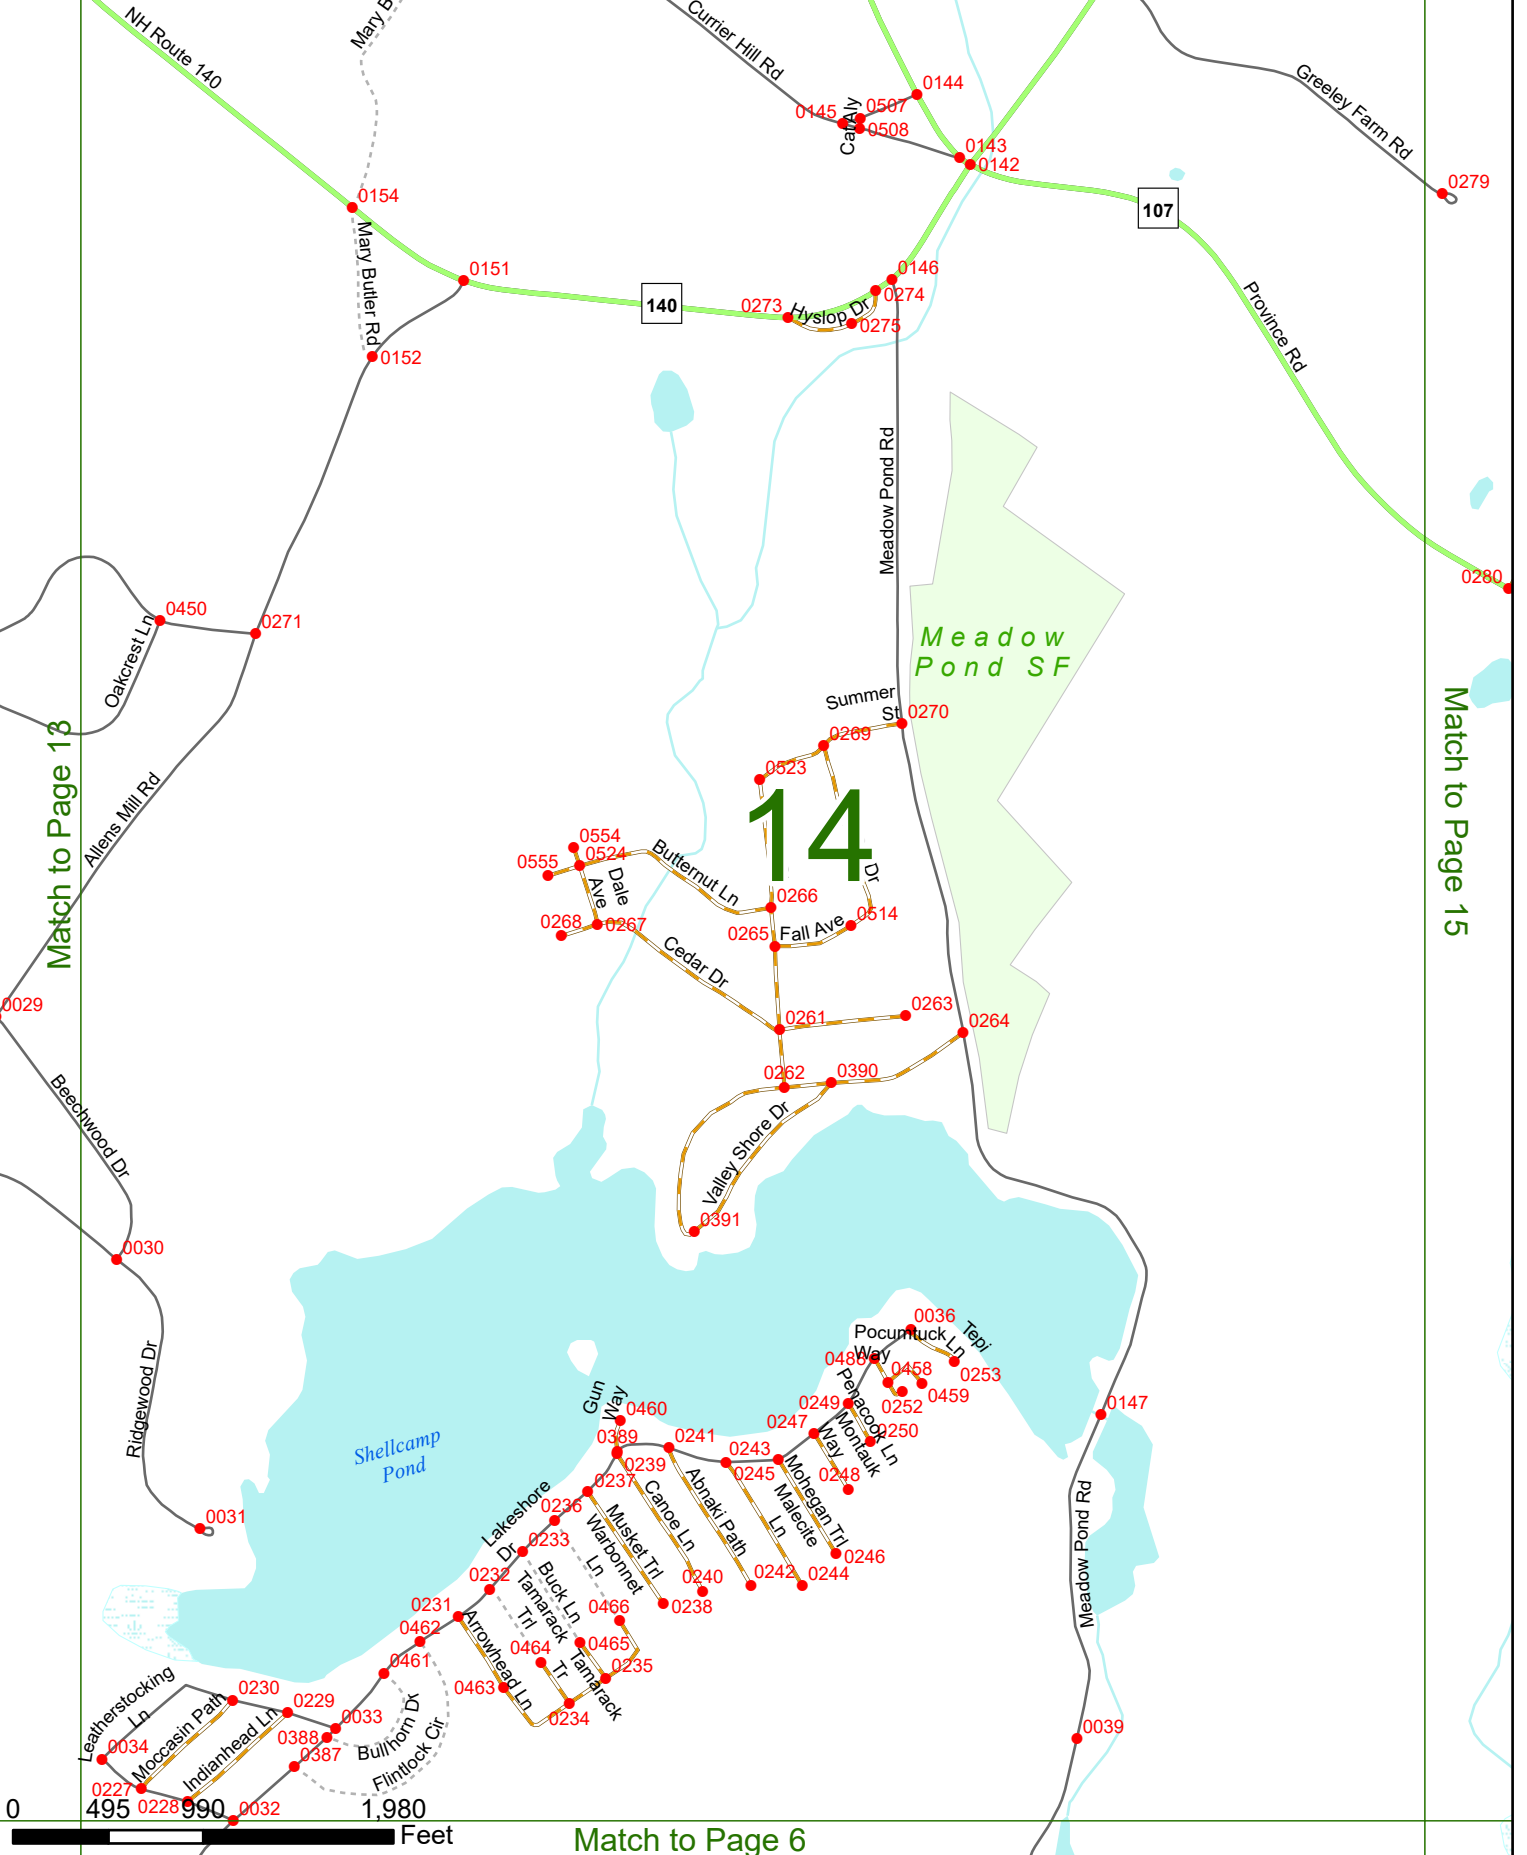 NH Route 140
Mary B
Currier Hill Rd
0144
0507
0145
Cat Aly
0508
0143
0142
Greeley Farm Rd
0279
107
0154
Mary Butler Rd
0151
140
0146
0274
0273
Hyslop Dr
0275
0152
Province Rd
Meadow Pond Rd
0280
0450
0271
Oakcrest Ln
Meadow
Pond SF
Summer
St
0270
0269
0523
Match to Page 13
Match to Page 15
Allens Mill Rd
14
0554
0524
0555
Dale
Ave
Butternut Ln
Dr
0266
0514
0268
0267
0265
Fall Ave
Cedar Dr
0029
0261
0263
0264
0262
0390
Beechwood Dr
Valley Shore Dr
0391
0030
0036
Pocumtuck
Way
Tepi
Ln
0488
0458
0253
0459
0252
Ridgewood Dr
0249
Penacook Ln
0250
0147
Gun
Way
0460
0247
Montauk
Way
0248
0389
0239
0241
0243
0245
Shellcamp
Pond
0237
Abnaki Path
Mohegan Trl
Malecite
Ln
Canoe Ln
Lakeshore
Dr
0236
Musket Trl
Warbonnet
Ln
0031
0233
0246
Meadow Pond Rd
0232
Buck Ln
Tamarack
Trl
0240
0242
0244
0238
0231
0466
0462
Arrowhead Ln
0464
0465
Tamarack
Tr
0235
0461
0463
0234
Leatherstocking
Ln
0230
0229
0033
Bullhorn Dr
0388
Moccasin Path
Indianhead Ln
0034
0387
Flintlock Cir
0039
0227
0228
0032
0
495
990
1,980
Feet
Match to Page 6